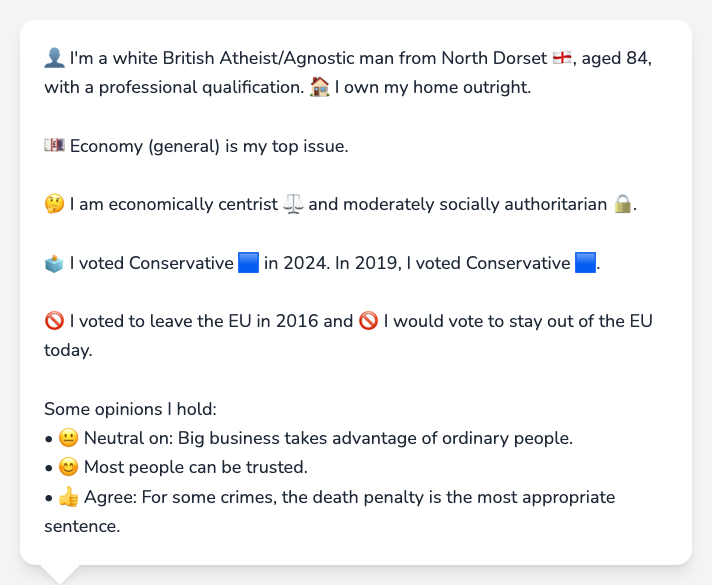 👤 I'm a white British Atheist/Agnostic man from North Dorset 🏴󠁧󠁢󠁥󠁮󠁧󠁿, aged 84,
with a professional qualification. 🏠 I own my home outright.
💷 Economy (general) is my top issue.
🤔 I am economically centrist ⚖️ and moderately socially authoritarian 🔒.
🗳️ I voted Conservative 🟦 in 2024. In 2019, I voted Conservative 🟦.
🚫 I voted to leave the EU in 2016 and 🚫 I would vote to stay out of the EU
today.
Some opinions I hold:
• 😐 Neutral on: Big business takes advantage of ordinary people.
• 😊 Most people can be trusted.
• 👍 Agree: For some crimes, the death penalty is the most appropriate
sentence.